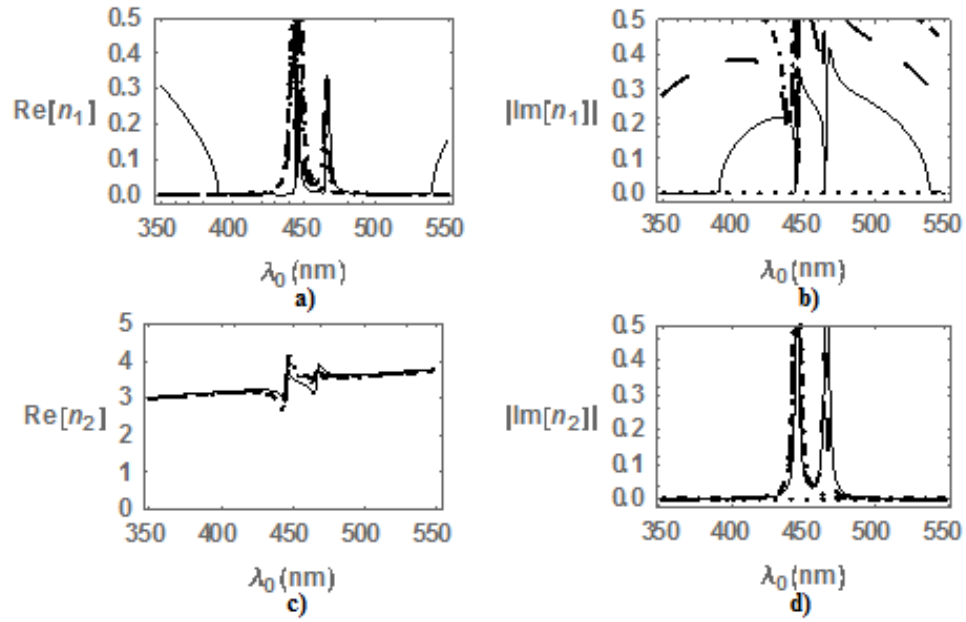 0.5 0.5
0.4 0.4
Re[n₁] 0.3 |Im[n₁]| 0.3
0.2 0.2
0.1 0.1
0.0 0.0
350 400 450 500 550 350 400 450 500 550
λ₀ (nm) λ₀ (nm)
a) b)
5 0.5
4 0.4
Re[n₂] 3 |Im[n₂]| 0.3
2 0.2
1 0.1
0 0.0
350 400 450 500 550 350 400 450 500 550
λ₀ (nm) λ₀ (nm)
c) d)